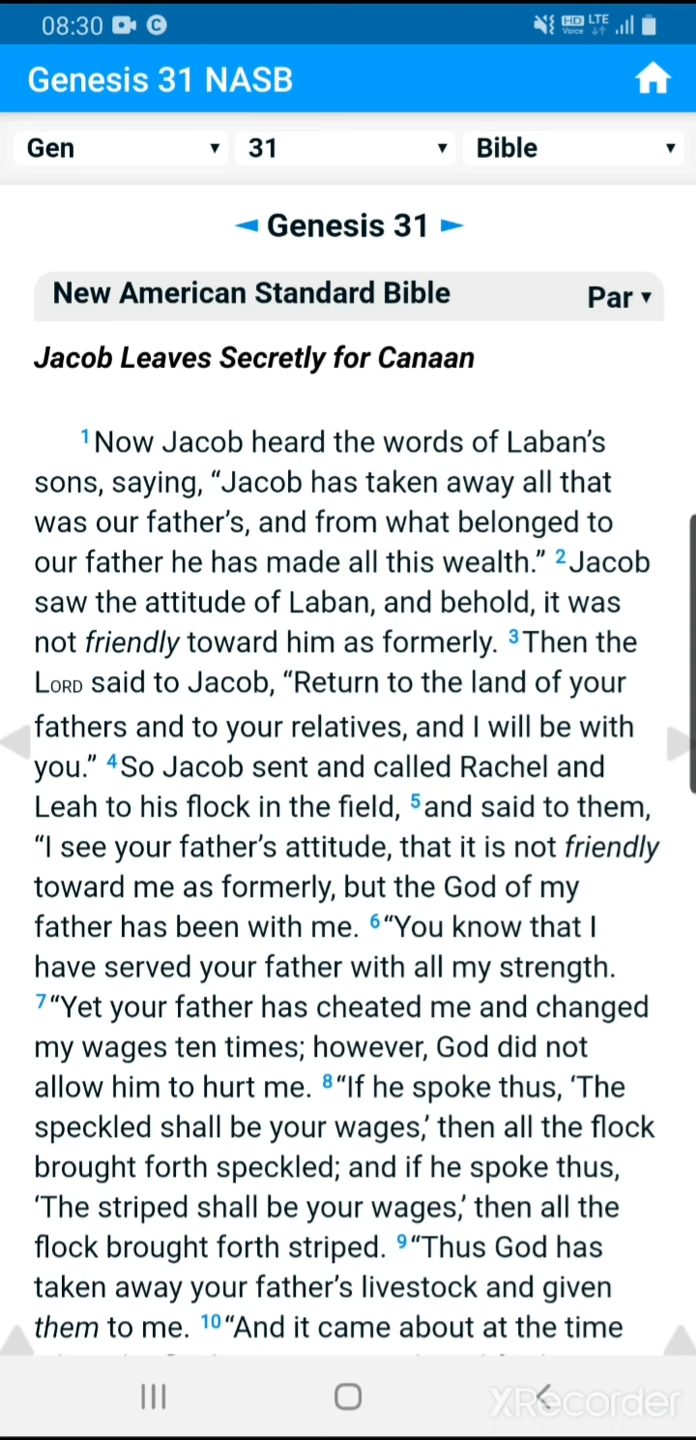 08:30
HD Voice LTE
Genesis 31 NASB
Gen 31 Bible
Genesis 31
New American Standard Bible Par
Jacob Leaves Secretly for Canaan
1 Now Jacob heard the words of Laban’s
sons, saying, “Jacob has taken away all that
was our father’s, and from what belonged to
our father he has made all this wealth.” 2 Jacob
saw the attitude of Laban, and behold, it was
not friendly toward him as formerly. 3 Then the
LORD said to Jacob, “Return to the land of your
fathers and to your relatives, and I will be with
you.” 4 So Jacob sent and called Rachel and
Leah to his flock in the field, 5 and said to them,
“I see your father’s attitude, that it is not friendly
toward me as formerly, but the God of my
father has been with me. 6 “You know that I
have served your father with all my strength.
7 “Yet your father has cheated me and changed
my wages ten times; however, God did not
allow him to hurt me. 8 “If he spoke thus, ‘The
speckled shall be your wages,’ then all the flock
brought forth speckled; and if he spoke thus,
‘The striped shall be your wages,’ then all the
flock brought forth striped. 9 “Thus God has
taken away your father’s livestock and given
them to me. 10 “And it came about at the time
XRecorder